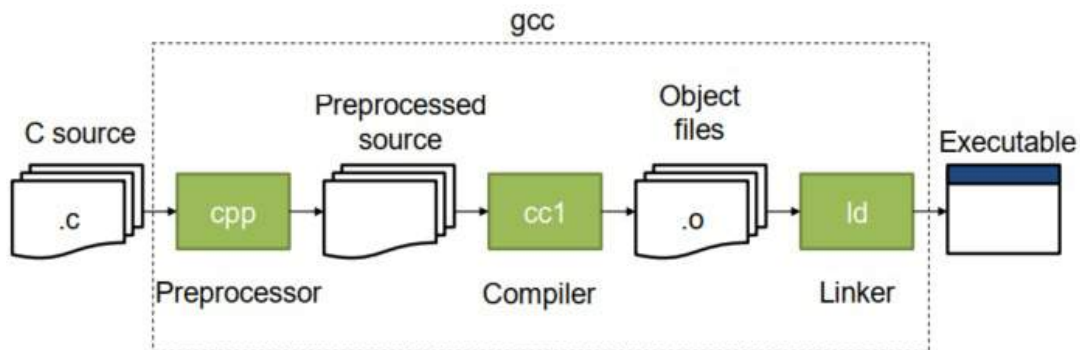 gcc
C source
Preprocessed
source
Object
files
Executable
.c
cpp
cc1
.o
ld
Preprocessor
Compiler
Linker